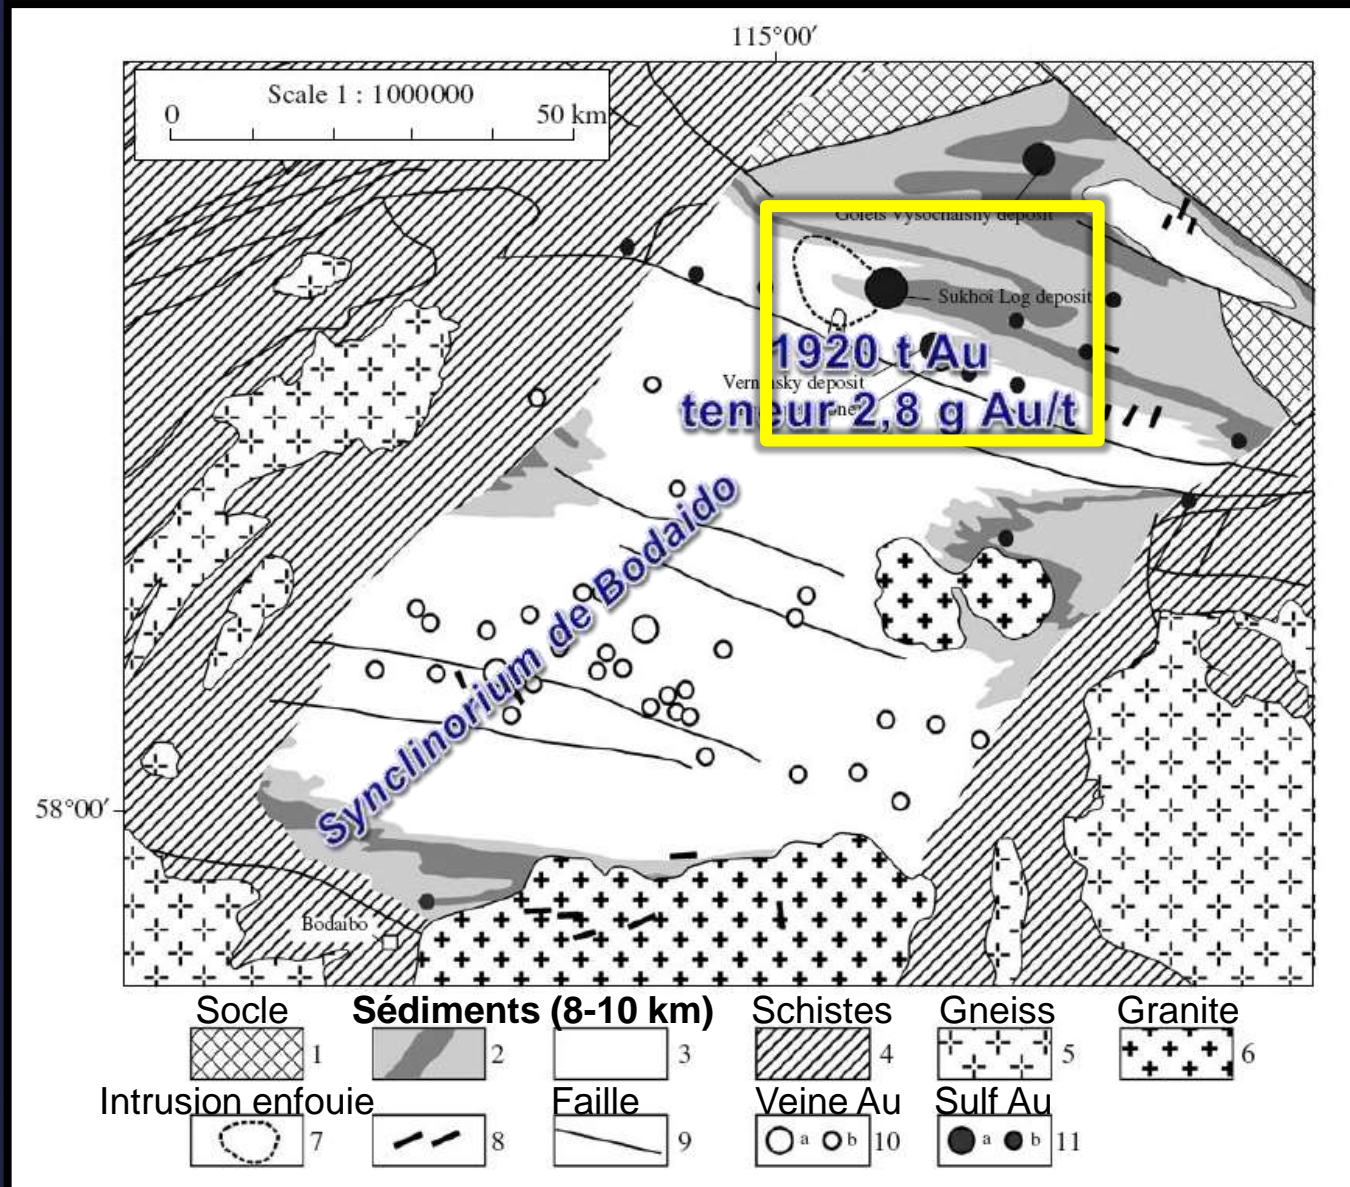 115°00′
Scale 1 : 1000000
0 50 km
Golets Vysochaishy deposit
Sukhoi Log deposit
1920 t Au
deposit
teneur 2,8 g Au/t
Synclinorium de Bodaido
58°00′
Bodaibo
Socle Sédiments (8-10 km) Schistes Gneiss Granite
1 2 3 4 5 6
Intrusion enfouie Faille Veine Au Sulf Au
7 8 9 a b 10 a b 11